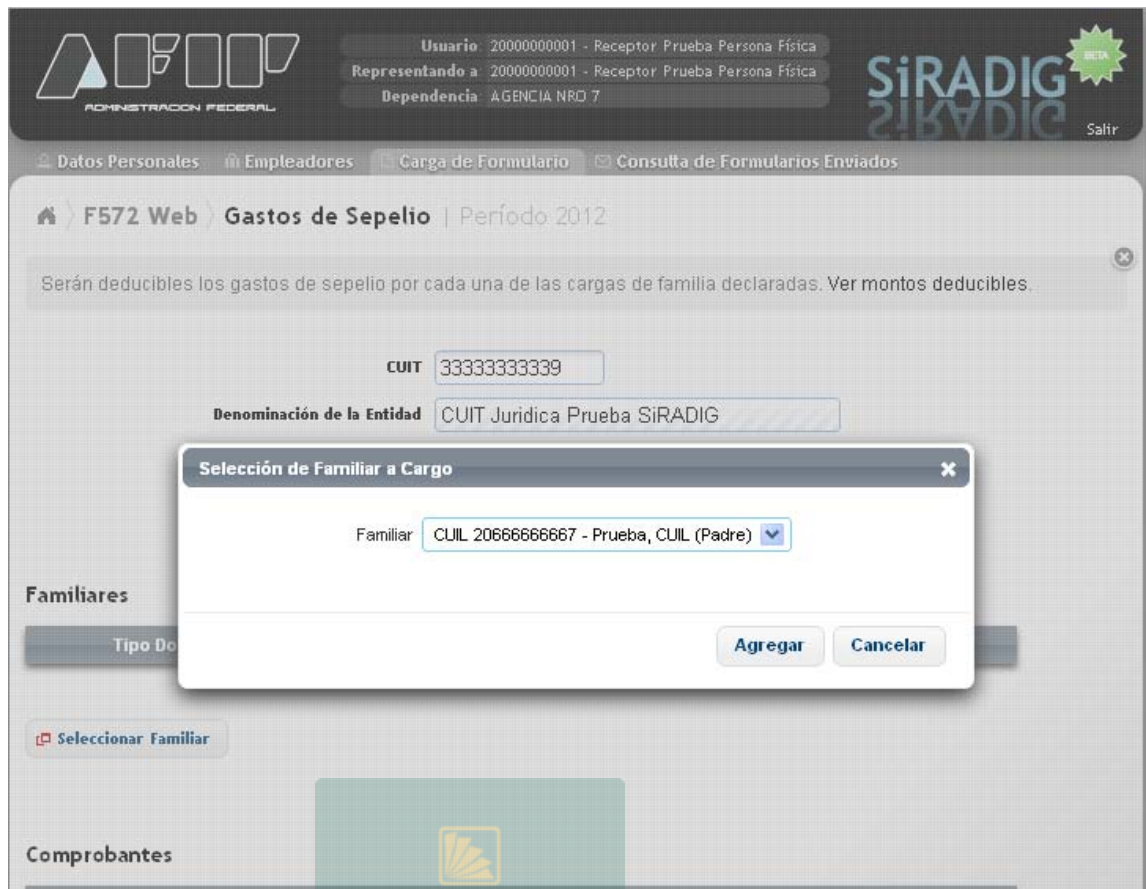 AFIP
ADMINISTRACION FEDERAL
Usuario 20000000001 - Receptor Prueba Persona Física
Representando a 20000000001 - Receptor Prueba Persona Física
Dependencia AGENCIA NRO 7
SiRADIG
BETA
Salir
Datos Personales
Empleadores
Carga de Formulario
Consulta de Formularios Enviados
F572 Web
Gastos de Sepelio | Período 2012
Serán deducibles los gastos de sepelio por cada una de las cargas de familia declaradas. Ver montos deducibles.
CUIT 33333333339
Denominación de la Entidad CUIT Juridica Prueba SiRADIG
Selección de Familiar a Cargo
Familiar CUIL 20666666667 - Prueba, CUIL (Padre)
Agregar
Cancelar
Familiares
Tipo Do
Seleccionar Familiar
Comprobantes